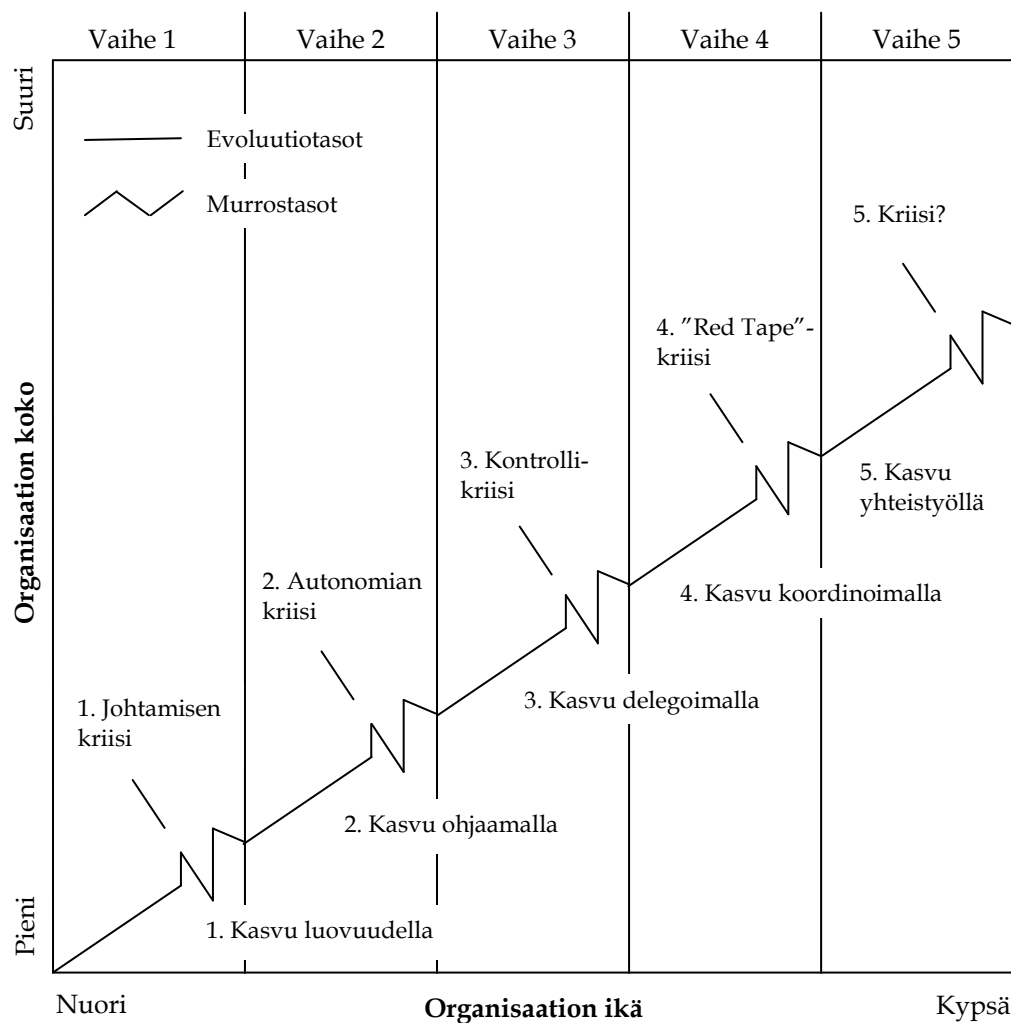 Vaihe 1
Vaihe 2
Vaihe 3
Vaihe 4
Vaihe 5
Suuri
Evoluutiotasot
Murrostasot
5. Kriisi?
4. ”Red Tape”-
kriisi
Organisaation koko
3. Kontrolli-
kriisi
5. Kasvu
yhteistyöllä
2. Autonomian
kriisi
4. Kasvu koordinoimalla
1. Johtamisen
kriisi
3. Kasvu delegoimalla
2. Kasvu ohjaamalla
Pieni
1. Kasvu luovuudella
Nuori
Organisaation ikä
Kypsä